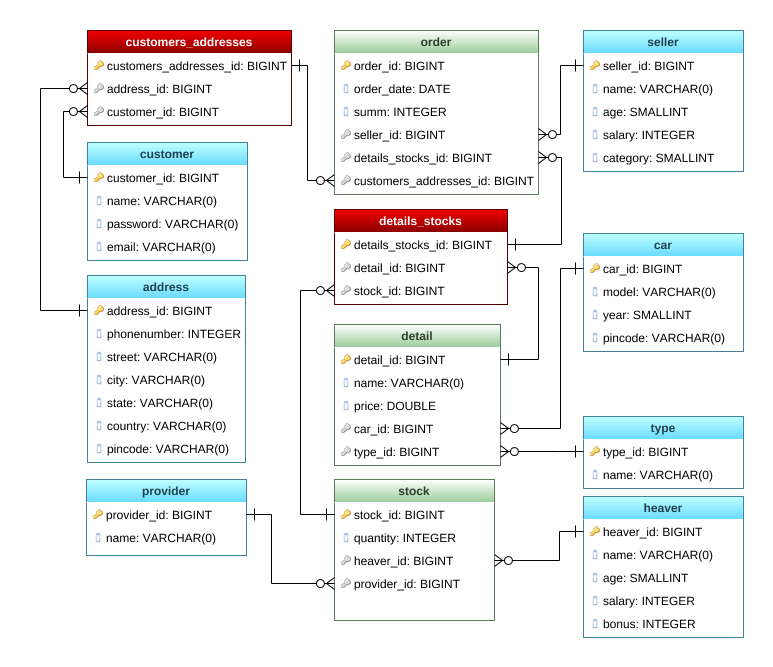 customers_addresses
customers_addresses_id: BIGINT
address_id: BIGINT
customer_id: BIGINT
customer
customer_id: BIGINT
name: VARCHAR(0)
password: VARCHAR(0)
email: VARCHAR(0)
address
address_id: BIGINT
phonenumber: INTEGER
street: VARCHAR(0)
city: VARCHAR(0)
state: VARCHAR(0)
country: VARCHAR(0)
pincode: VARCHAR(0)
provider
provider_id: BIGINT
name: VARCHAR(0)
order
order_id: BIGINT
order_date: DATE
summ: INTEGER
seller_id: BIGINT
details_stocks_id: BIGINT
customers_addresses_id: BIGINT
details_stocks
details_stocks_id: BIGINT
detail_id: BIGINT
stock_id: BIGINT
detail
detail_id: BIGINT
name: VARCHAR(0)
price: DOUBLE
car_id: BIGINT
type_id: BIGINT
stock
stock_id: BIGINT
quantity: INTEGER
heaver_id: BIGINT
provider_id: BIGINT
seller
seller_id: BIGINT
name: VARCHAR(0)
age: SMALLINT
salary: INTEGER
category: SMALLINT
car
car_id: BIGINT
model: VARCHAR(0)
year: SMALLINT
pincode: VARCHAR(0)
type
type_id: BIGINT
name: VARCHAR(0)
heaver
heaver_id: BIGINT
name: VARCHAR(0)
age: SMALLINT
salary: INTEGER
bonus: INTEGER